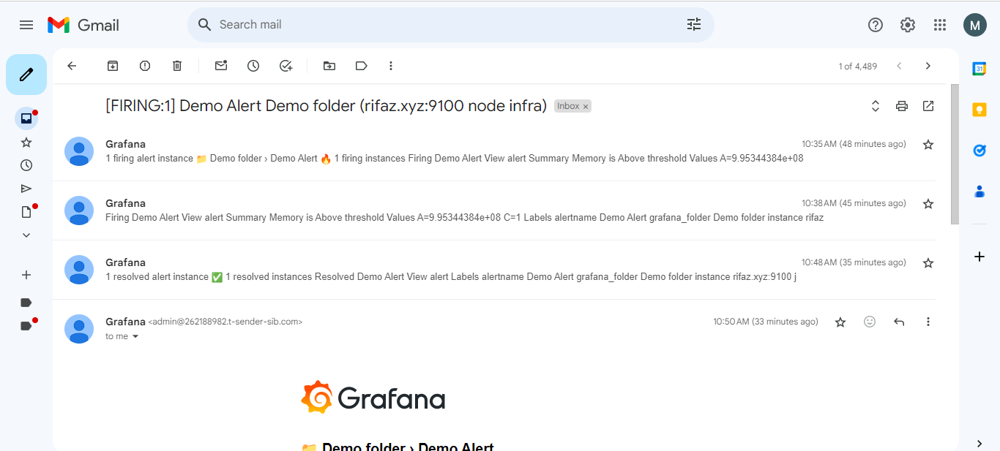 Gmail
Search mail
M
1 of 4,489
31
[FIRING:1] Demo Alert Demo folder (rifaz.xyz:9100 node infra) Inbox ×
Grafana 10:35 AM (48 minutes ago)
1 firing alert instance 📁 Demo folder › Demo Alert 🔥 1 firing instances Firing Demo Alert View alert Summary Memory is Above threshold Values A=9.95344384e+08
Grafana 10:38 AM (45 minutes ago)
Firing Demo Alert View alert Summary Memory is Above threshold Values A=9.95344384e+08 C=1 Labels alertname Demo Alert grafana_folder Demo folder instance rifaz
Grafana 10:48 AM (35 minutes ago)
1 resolved alert instance ✅ 1 resolved instances Resolved Demo Alert View alert Labels alertname Demo Alert grafana_folder Demo folder instance rifaz.xyz:9100 j
Grafana <admin@262188982.t-sender-sib.com> 10:50 AM (33 minutes ago)
to me
Grafana
📁 Demo folder › Demo Alert